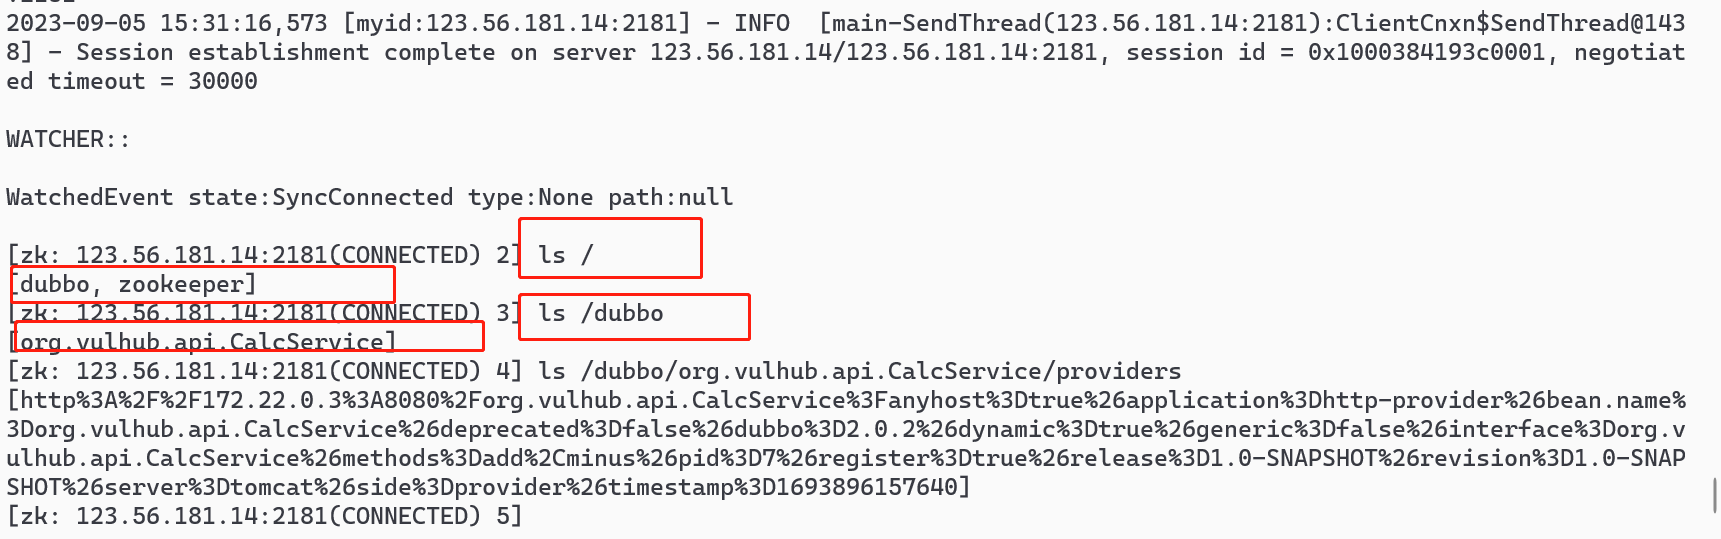 2023-09-05 15:31:16,573 [myid:123.56.181.14:2181] - INFO  [main-SendThread(123.56.181.14:2181):ClientCnxn$SendThread@143
8] - Session establishment complete on server 123.56.181.14/123.56.181.14:2181, session id = 0x1000384193c0001, negotiat
ed timeout = 30000
WATCHER::
WatchedEvent state:SyncConnected type:None path:null
[zk: 123.56.181.14:2181(CONNECTED) 2] ls /
[dubbo, zookeeper]
[zk: 123.56.181.14:2181(CONNECTED) 3] ls /dubbo
[org.vulhub.api.CalcService]
[zk: 123.56.181.14:2181(CONNECTED) 4] ls /dubbo/org.vulhub.api.CalcService/providers
[http%3A%2F%2F172.22.0.3%3A8080%2Forg.vulhub.api.CalcService%3Fanyhost%3Dtrue%26application%3Dhttp-provider%26bean.name%
3Dorg.vulhub.api.CalcService%26deprecated%3Dfalse%26dubbo%3D2.0.2%26dynamic%3Dtrue%26generic%3Dfalse%26interface%3Dorg.v
ulhub.api.CalcService%26methods%3Dadd%2Cminus%26pid%3D7%26register%3Dtrue%26release%3D1.0-SNAPSHOT%26revision%3D1.0-SNAP
SHOT%26server%3Dtomcat%26side%3Dprovider%26timestamp%3D1693896157640]
[zk: 123.56.181.14:2181(CONNECTED) 5]